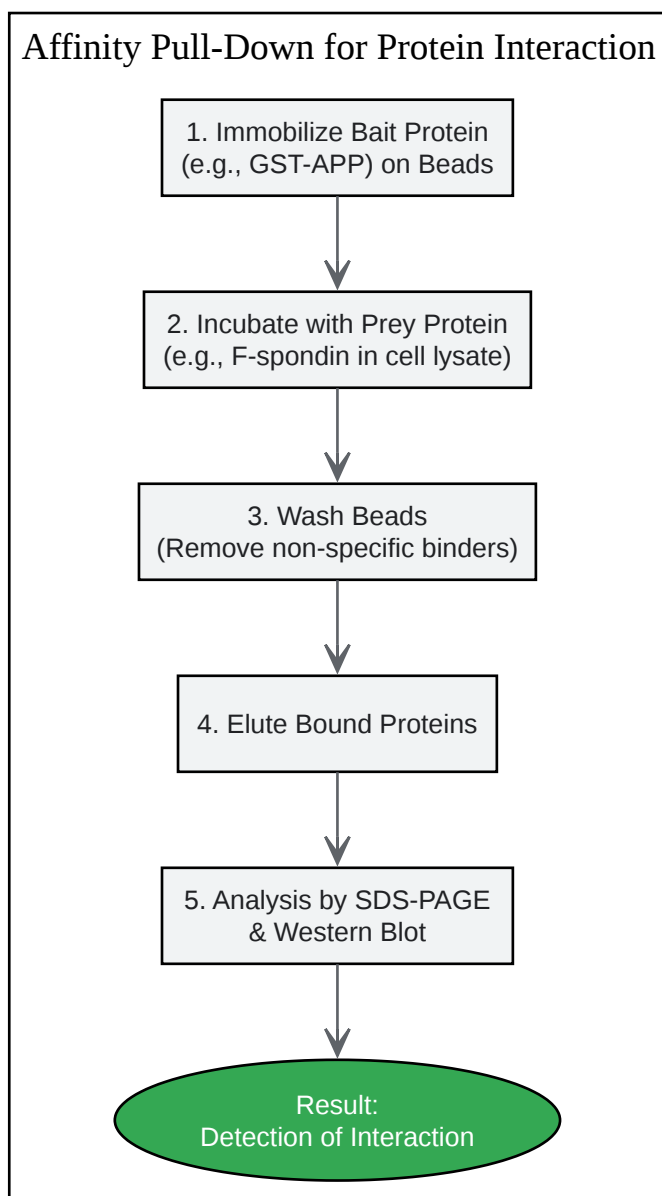 Affinity Pull-Down for Protein Interaction
1. Immobilize Bait Protein
(e.g., GST-APP) on Beads
2. Incubate with Prey Protein
(e.g., F-spondin in cell lysate)
3. Wash Beads
(Remove non-specific binders)
4. Elute Bound Proteins
5. Analysis by SDS-PAGE
& Western Blot
Result:
Detection of Interaction